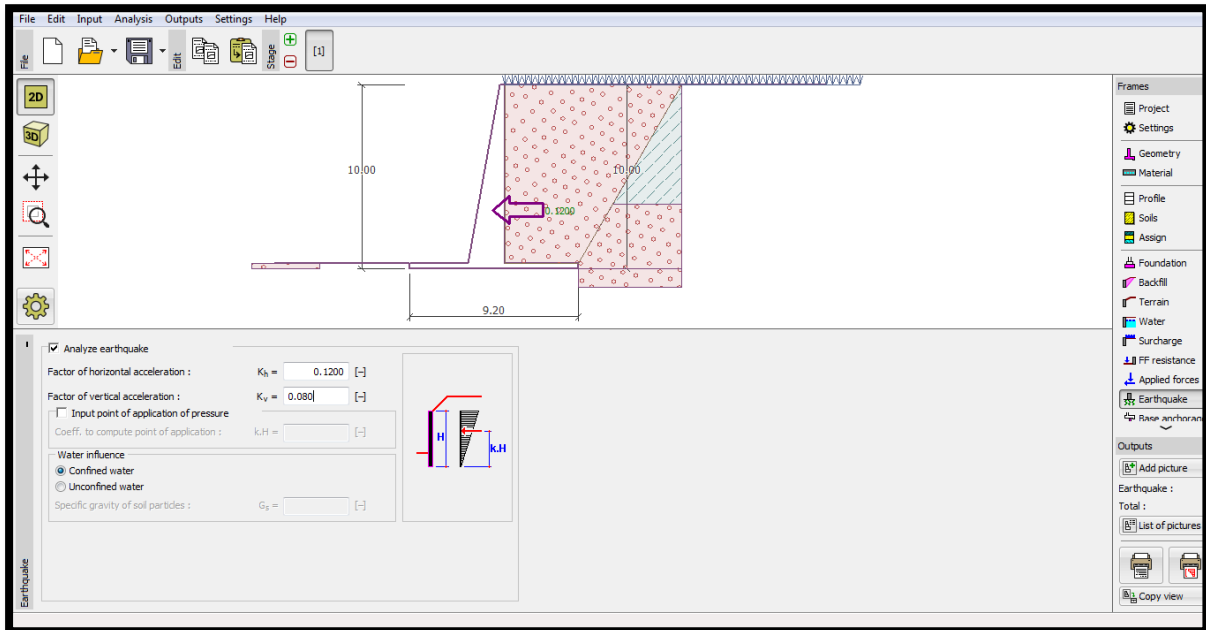 File Edit Input Analysis Outputs Settings Help
File
Edit
Stage
[1]
2D
3D
10.00
10.00
0.1200
9.20
Frames
Project
Settings
Geometry
Material
Profile
Soils
Assign
Foundation
Backfill
Terrain
Water
Surcharge
FF resistance
Applied forces
Earthquake
Base anchorag
Outputs
Add picture
Earthquake :
Total :
List of pictures
Copy view
Earthquake
Analyze earthquake
Factor of horizontal acceleration : Kh = 0.1200 [–]
Factor of vertical acceleration : Kv = 0.080 [–]
Input point of application of pressure
Coeff. to compute point of application : k.H = [–]
Water influence
Confined water
Unconfined water
Specific gravity of soil particles : Gs = [–]
H
k.H